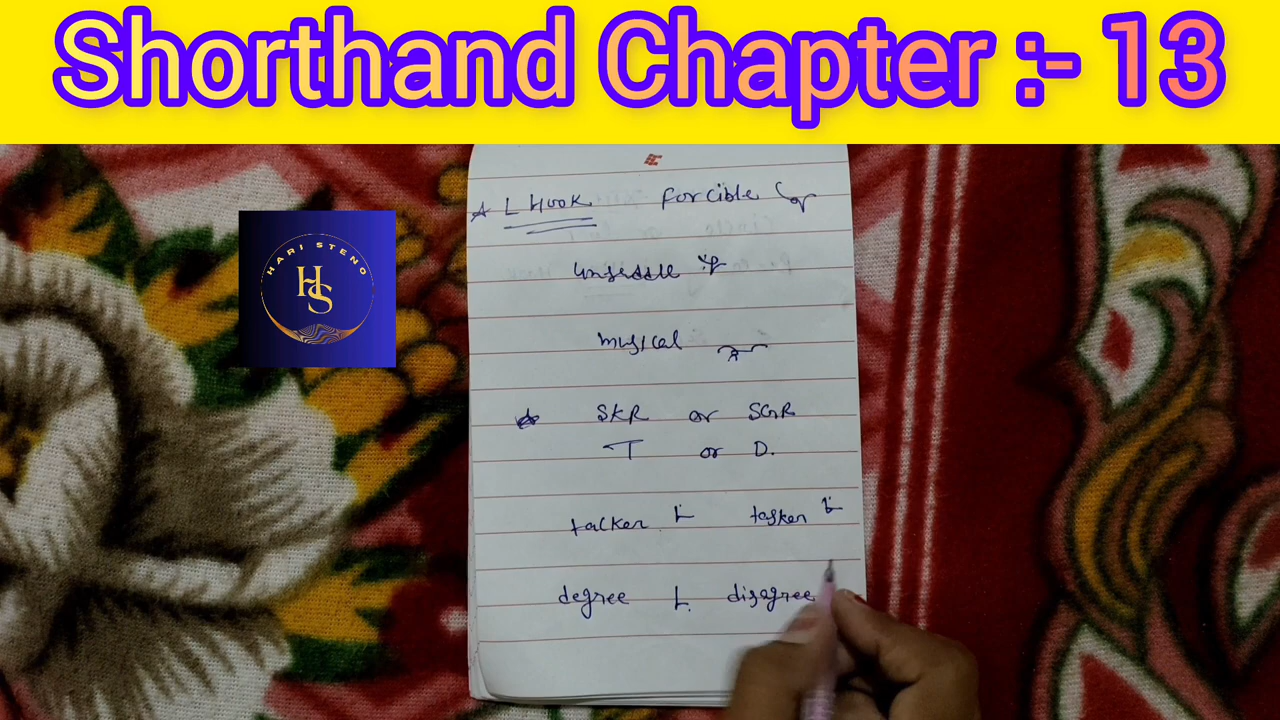 Shorthand Chapter :- 13
HARI STENO
HS
L Hook forcible
unsaddle
musical
SKR or SGR
T or D.
talker tasker
degree disagree